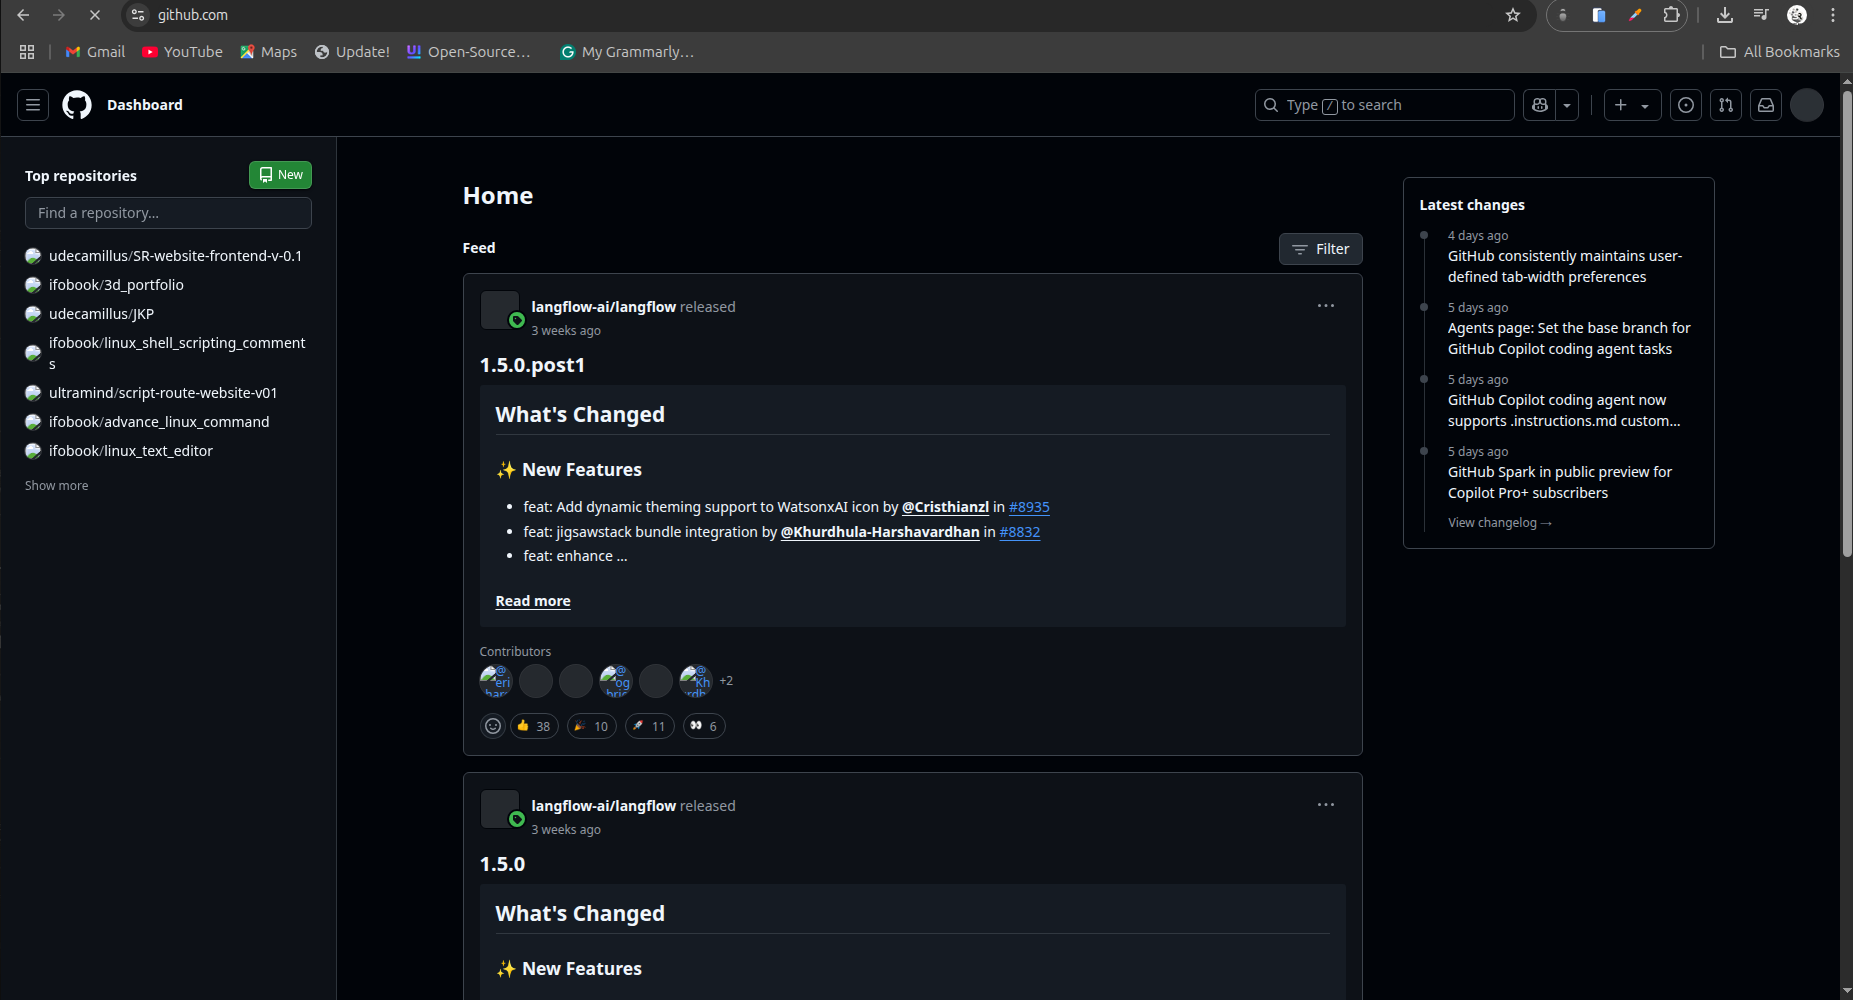 github.com
Gmail
YouTube
Maps
Update!
Open-Source…
My Grammarly…
All Bookmarks
Dashboard
Type / to search
Top repositories
New
Find a repository…
udecamillus/SR-website-frontend-v-0.1
ifobook/3d_portfolio
udecamillus/JKP
ifobook/linux_shell_scripting_comment
s
ultramind/script-route-website-v01
ifobook/advance_linux_command
ifobook/linux_text_editor
Show more
Home
Feed
Filter
langflow-ai/langflow released
3 weeks ago
1.5.0.post1
What's Changed
✨ New Features
• feat: Add dynamic theming support to WatsonxAI icon by @Cristhianzl in #8935
• feat: jigsawstack bundle integration by @Khurdhula-Harshavardhan in #8832
• feat: enhance ...
Read more
Contributors
@
eri
@
og
@
Kh
+2
👍 38
🎉 10
🚀 11
👀 6
langflow-ai/langflow released
3 weeks ago
1.5.0
What's Changed
✨ New Features
Latest changes
4 days ago
GitHub consistently maintains user-
defined tab-width preferences
5 days ago
Agents page: Set the base branch for
GitHub Copilot coding agent tasks
5 days ago
GitHub Copilot coding agent now
supports .instructions.md custom…
5 days ago
GitHub Spark in public preview for
Copilot Pro+ subscribers
View changelog →